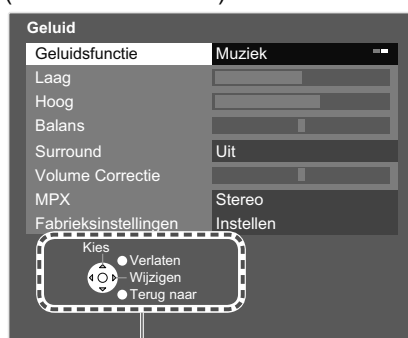 Geluid
Geluidsfunctie Muziek
Laag
Hoog
Balans
Surround Uit
Volume Correctie
MPX Stereo
Fabrieksinstellingen Instellen
Kies
Verlaten
Wijzigen
Terug naar